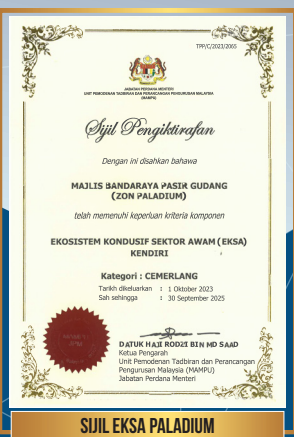 TPP/C/2023/2065
JABATAN PERDANA MENTERI
UNIT PEMODENAN TADBIRAN DAN PERANCANGAN PENGURUSAN MALAYSIA
(MAMPU)
Sijil Pengiktirafan
Dengan ini disahkan bahawa
MAJLIS BANDARAYA PASIR GUDANG
(ZON PALADIUM)
telah memenuhi keperluan kriteria komponen
EKOSISTEM KONDUSIF SEKTOR AWAM (EKSA)
KENDIRI
Kategori : CEMERLANG
Tarikh dikeluarkan : 1 Oktober 2023
Sah sehingga : 30 September 2025
DATUK HAJI RODZI BIN MD SAAD
Ketua Pengarah
Unit Pemodenan Tadbiran dan Perancangan
Pengurusan Malaysia (MAMPU)
Jabatan Perdana Menteri
SIJIL EKSA PALADIUM